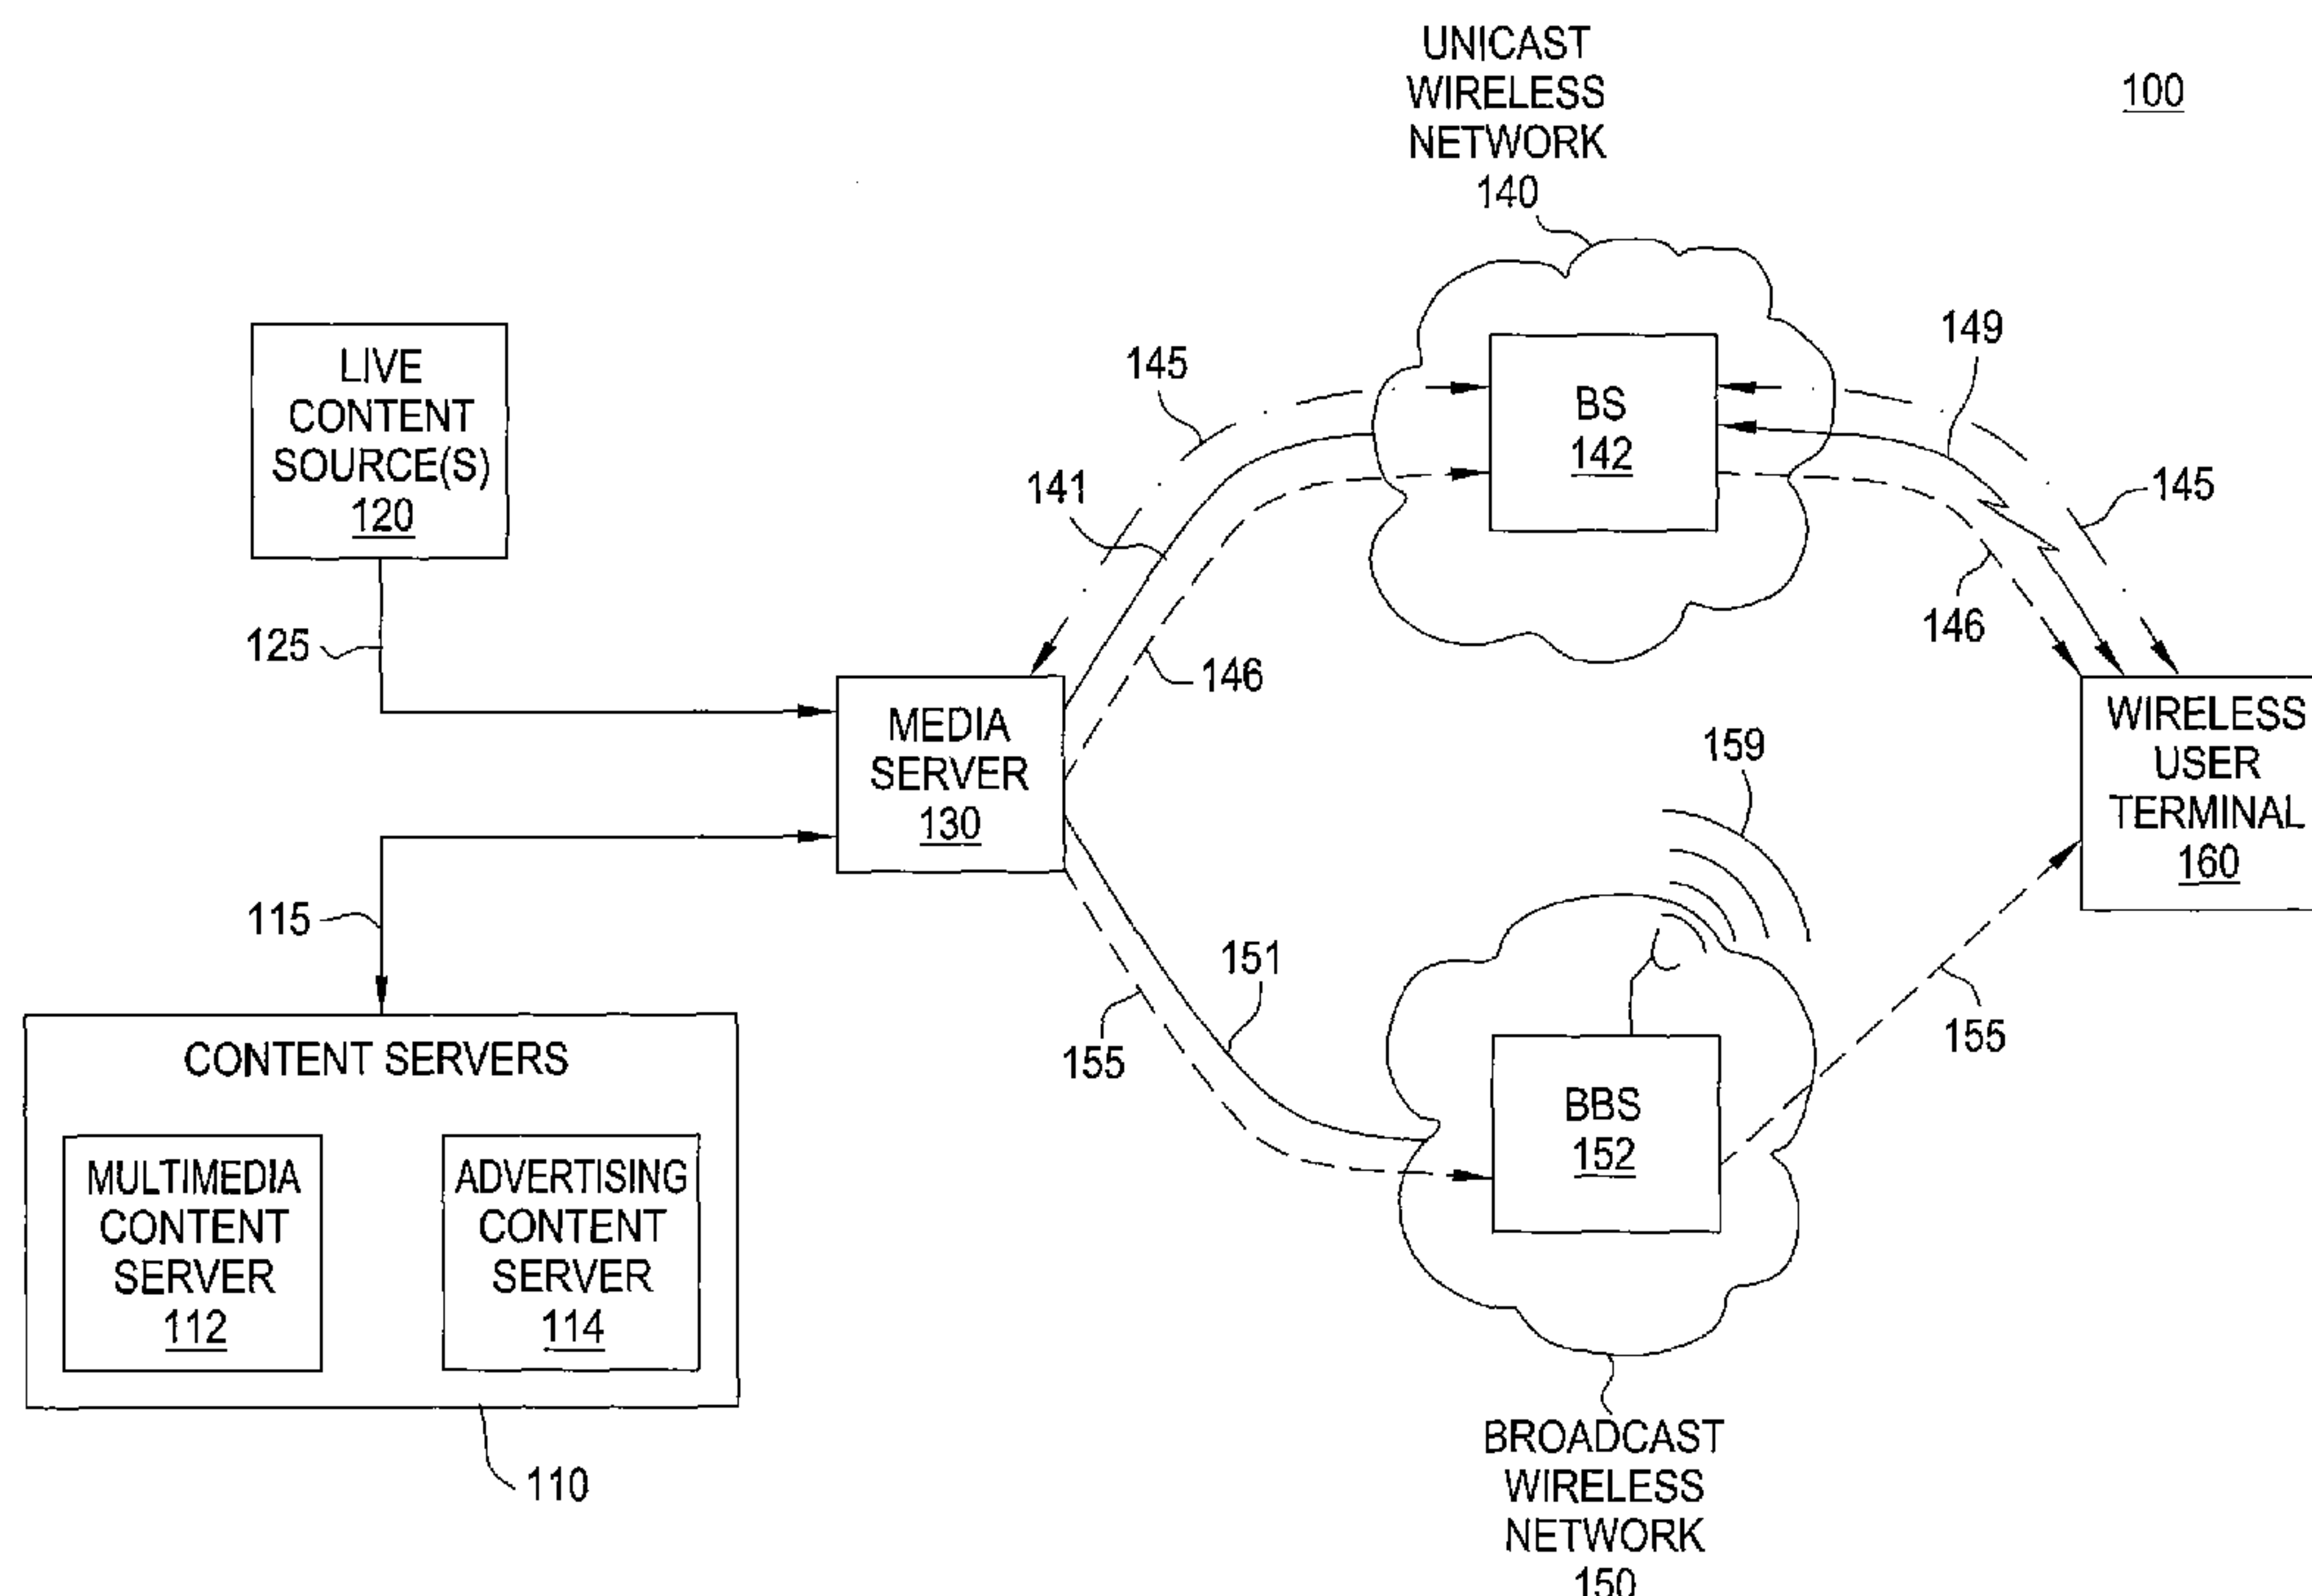 UNICAST
WIRELESS
NETWORK
140
100
LIVE
CONTENT
SOURCE(S)
120
125
145
141
146
BS
142
149
145
146
MEDIA
SERVER
130
WIRELESS
USER
TERMINAL
160
159
115
151
155
155
CONTENT SERVERS
MULTIMEDIA
CONTENT
SERVER
112
ADVERTISING
CONTENT
SERVER
114
110
BBS
152
BROADCAST
WIRELESS
NETWORK
150